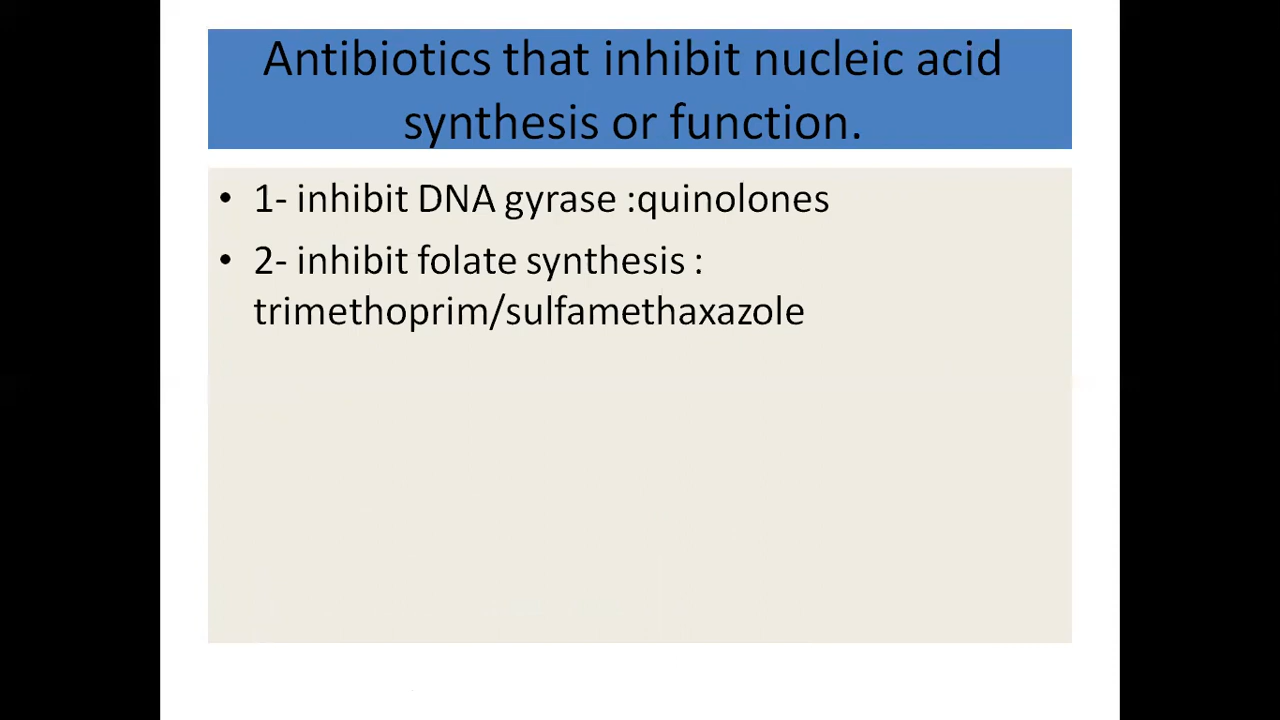 Antibiotics that inhibit nucleic acid
synthesis or function.
• 1- inhibit DNA gyrase :quinolones
• 2- inhibit folate synthesis :
trimethoprim/sulfamethaxazole